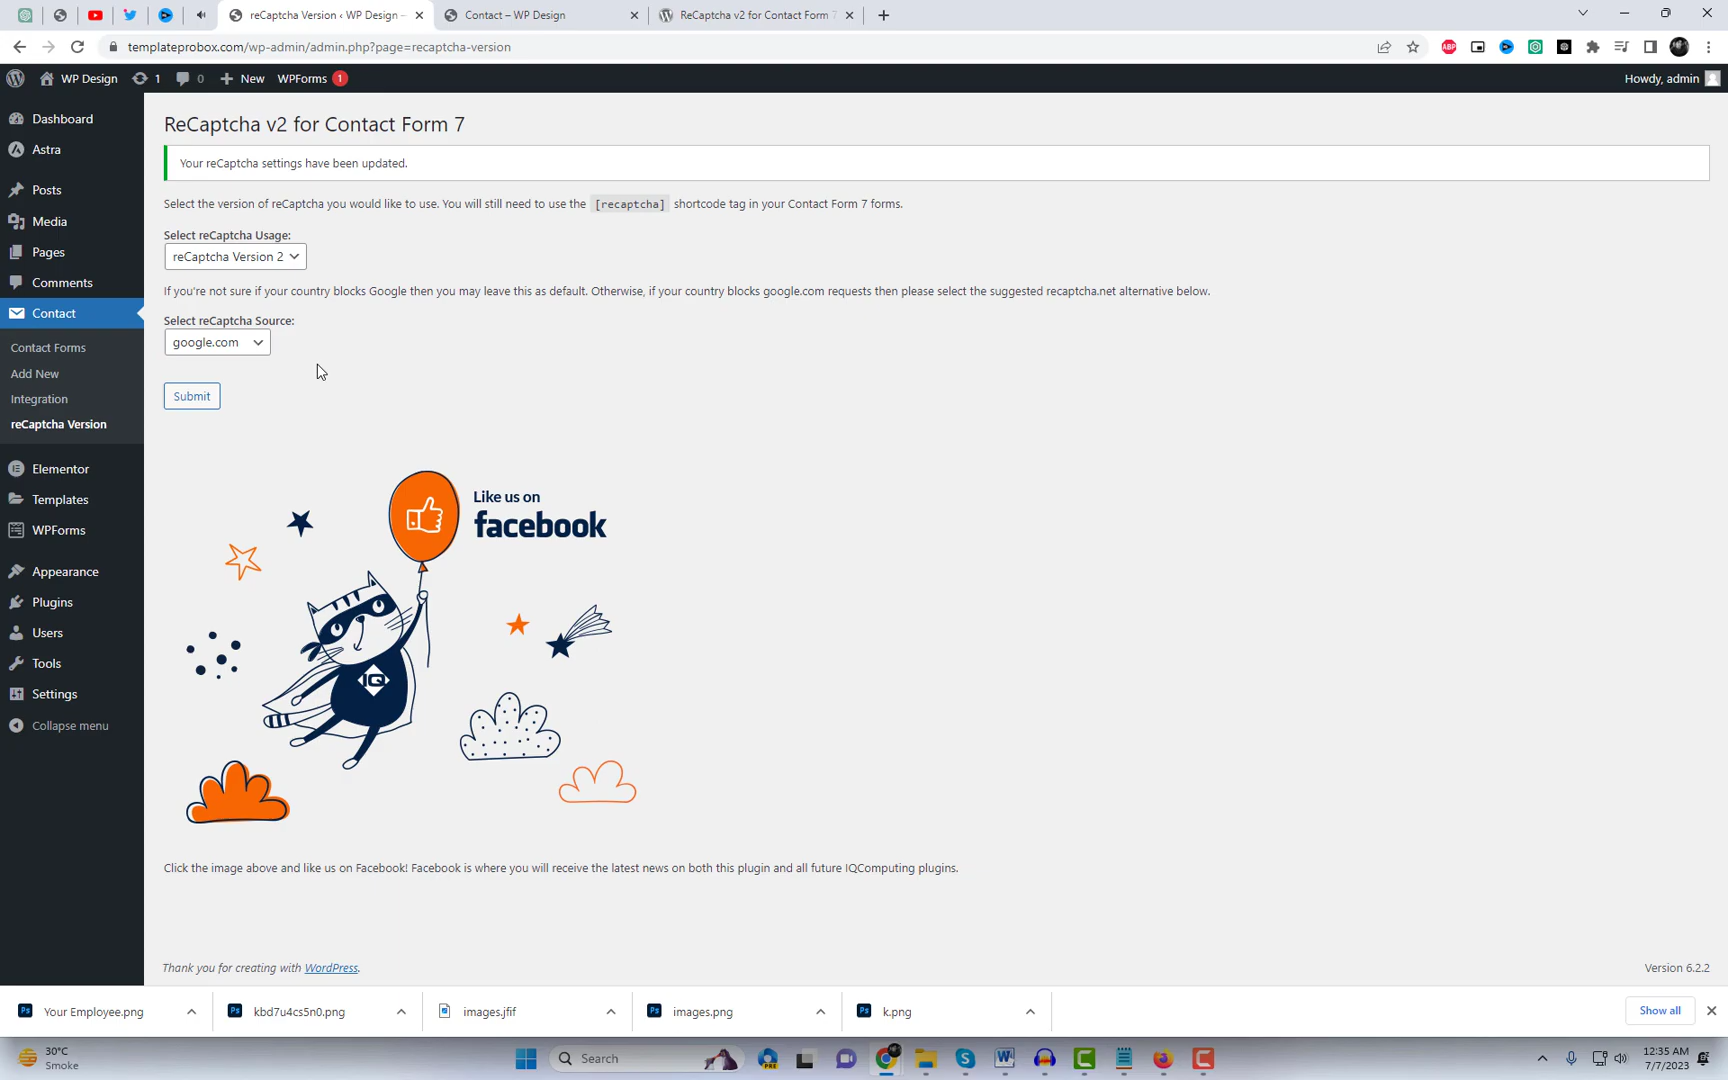 reCaptcha Version ‹ WP Design –
Contact – WP Design
ReCaptcha v2 for Contact Form 7
templateprobox.com/wp-admin/admin.php?page=recaptcha-version
ABP
WP Design
1
0
New
WPForms
1
Howdy, admin
Dashboard
Astra
Posts
Media
Pages
Comments
Contact
Contact Forms
Add New
Integration
reCaptcha Version
Elementor
Templates
WPForms
Appearance
Plugins
Users
Tools
Settings
Collapse menu
ReCaptcha v2 for Contact Form 7
Your reCaptcha settings have been updated.
Select the version of reCaptcha you would like to use. You will still need to use the [recaptcha] shortcode tag in your Contact Form 7 forms.
Select reCaptcha Usage:
reCaptcha Version 2
If you're not sure if your country blocks Google then you may leave this as default. Otherwise, if your country blocks google.com requests then please select the suggested recaptcha.net alternative below.
Select reCaptcha Source:
google.com
Submit
Like us on
facebook
IQ
Click the image above and like us on Facebook! Facebook is where you will receive the latest news on both this plugin and all future IQComputing plugins.
Thank you for creating with WordPress.
Version 6.2.2
Your Employee.png
kbd7u4cs5n0.png
images.jfif
images.png
k.png
Show all
30°C
Smoke
Search
PRE
12:35 AM
7/7/2023